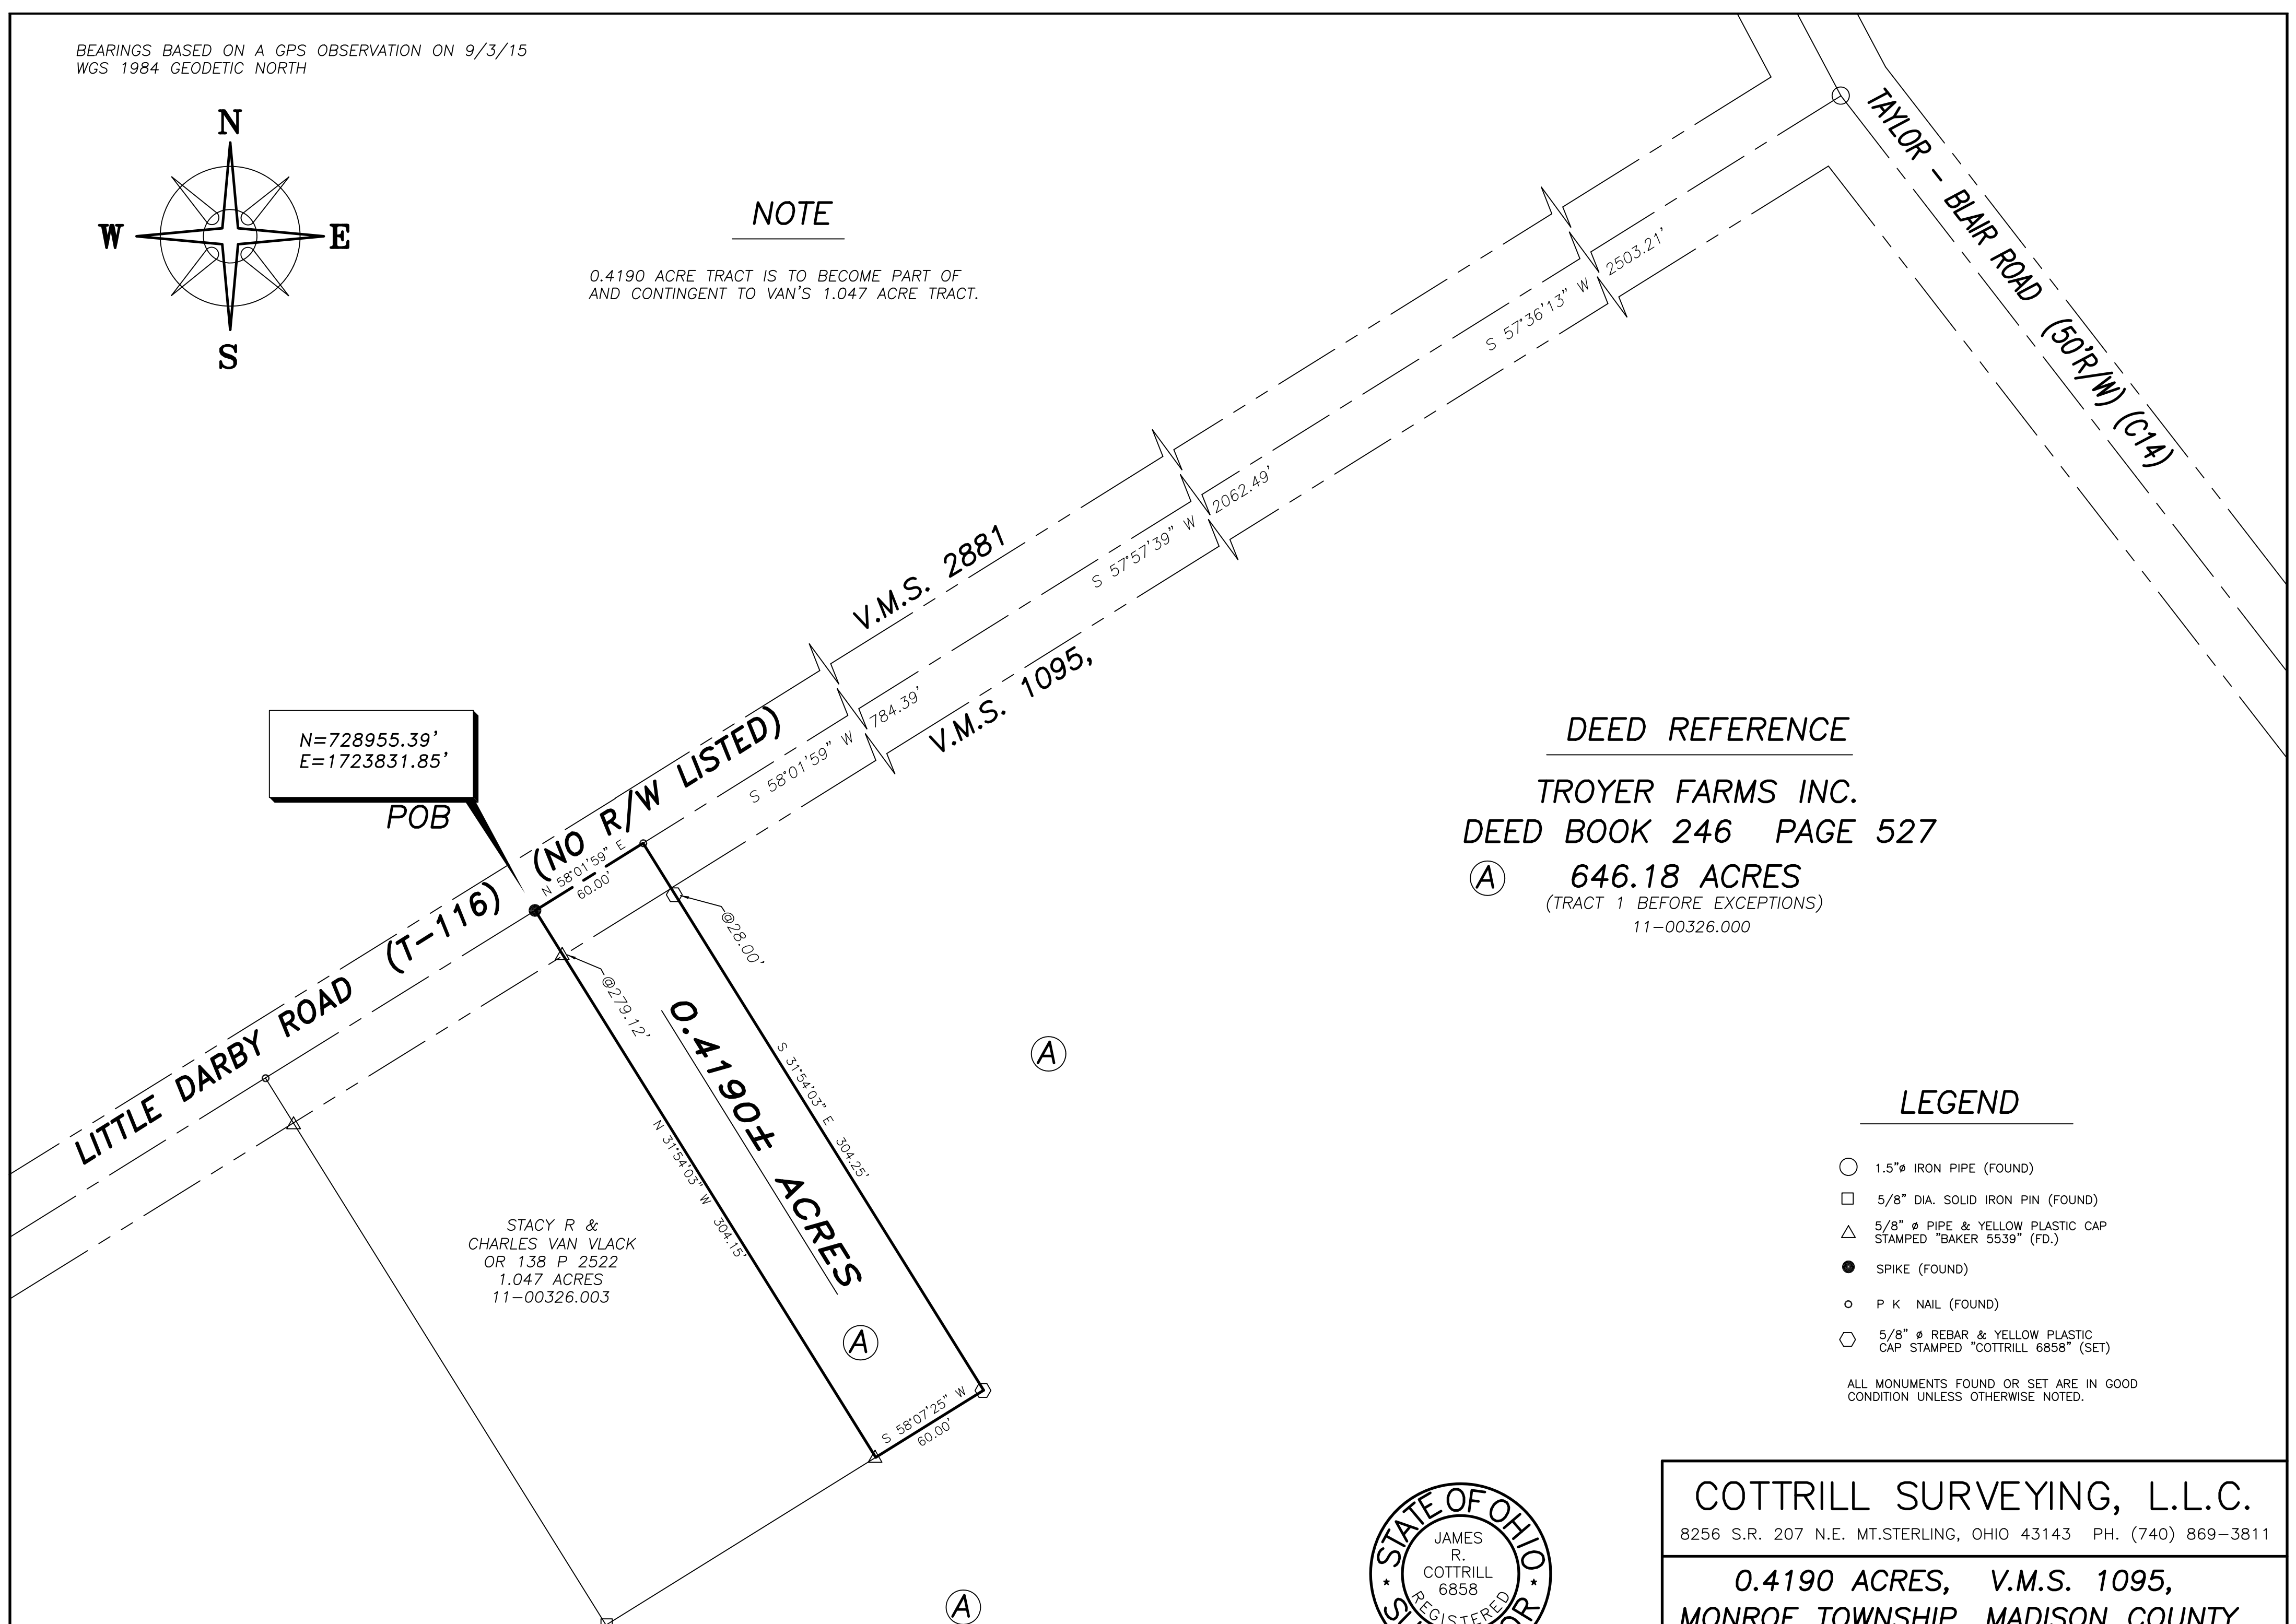 BEARINGS BASED ON A GPS OBSERVATION ON 9/3/15
WGS 1984 GEODETIC NORTH
N
W
E
S
NOTE
0.4190 ACRE TRACT IS TO BECOME PART OF
AND CONTINGENT TO VAN'S 1.047 ACRE TRACT.
TAYLOR - BLAIR ROAD (50'R/W) (C14)
S 57°36'13" W 2503.21'
S 57°57'39" W 2062.49'
V.M.S. 2881
V.M.S. 1095,
S 58°01'59" W 784.39'
N=728955.39'
E=1723831.85'
POB
LITTLE DARBY ROAD (T-116) (NO R/W LISTED)
N 58°01'59" E
60.00'
@28.00'
@279.12'
0.4190± ACRES
S 31°54'03" E 304.25'
N 31°54'03" W 304.15'
S 58°07'25" W
60.00'
A
A
A
STACY R &
CHARLES VAN VLACK
OR 138 P 2522
1.047 ACRES
11-00326.003
DEED REFERENCE
TROYER FARMS INC.
DEED BOOK 246 PAGE 527
A 646.18 ACRES
(TRACT 1 BEFORE EXCEPTIONS)
11-00326.000
LEGEND
1.5"ø IRON PIPE (FOUND)
5/8" DIA. SOLID IRON PIN (FOUND)
5/8" ø PIPE & YELLOW PLASTIC CAP
STAMPED "BAKER 5539" (FD.)
SPIKE (FOUND)
P K NAIL (FOUND)
5/8" ø REBAR & YELLOW PLASTIC
CAP STAMPED "COTTRILL 6858" (SET)
ALL MONUMENTS FOUND OR SET ARE IN GOOD
CONDITION UNLESS OTHERWISE NOTED.
STATE OF OHIO
JAMES
R.
COTTRILL
6858
REGISTERED
COTTRILL SURVEYING, L.L.C.
8256 S.R. 207 N.E. MT.STERLING, OHIO 43143 PH. (740) 869-3811
0.4190 ACRES, V.M.S. 1095,
MONROE TOWNSHIP, MADISON COUNTY